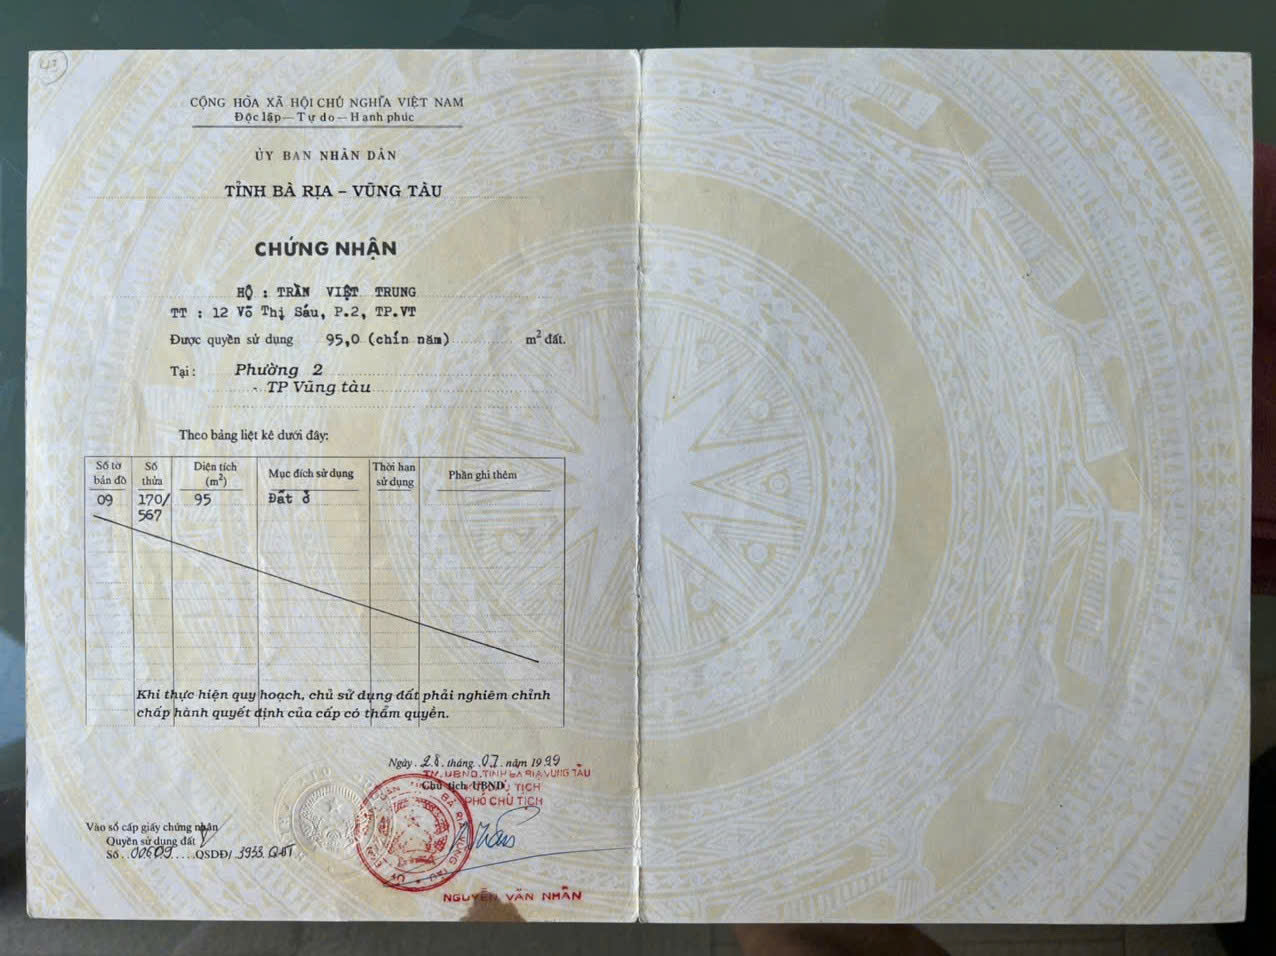 43
CỘNG HÒA XÃ HỘI CHỦ NGHĨA VIỆT NAM
Độc lập—Tự do—Hạnh phúc
ỦY BAN NHÂN DÂN
TỈNH BÀ RỊA – VŨNG TÀU
CHỨNG NHẬN
HỘ : TRẦN VIỆT TRUNG
TT : 12 Võ Thị Sáu, P.2, TP.VT
Được quyền sử dụng 95,0 (chín năm) m² đất.
Tại: Phường 2
- TP Vũng tàu
Theo bảng liệt kê dưới đây:
Số tờ bản đồ Số thửa Diện tích (m²) Mục đích sử dụng Thời hạn sử dụng Phần ghi thêm
09 170/ 95 Đất ở
567
Khi thực hiện quy hoạch, chủ sử dụng đất phải nghiêm chỉnh
chấp hành quyết định của cấp có thẩm quyền.
Ngày 28 tháng 07 năm 1999
TM. UBND. TỈNH BÀ RỊA VŨNG TÀU
Chủ tịch UBND
PHÓ CHỦ TỊCH
Vào sổ cấp giấy chứng nhận
Quyền sử dụng đất
Số 00609 QSDĐ/ 3933.QĐT
NGUYỄN VĂN NHÂN